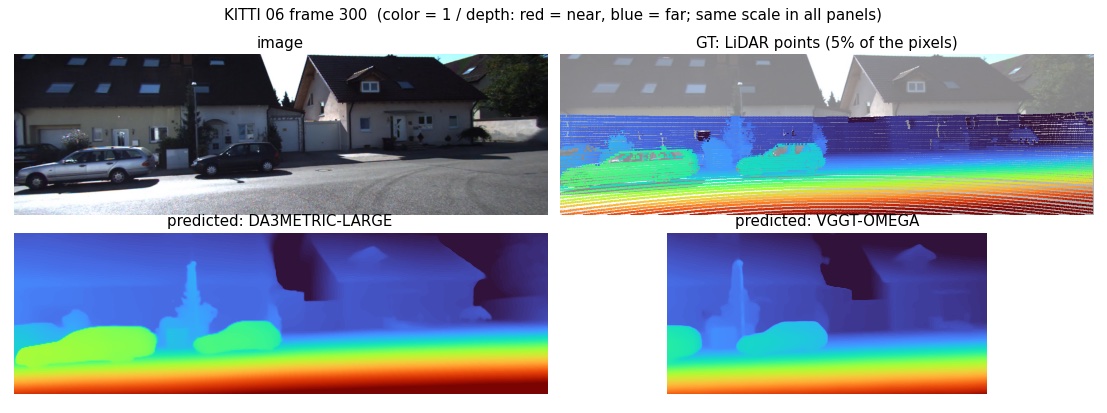 KITTI 06 frame 300  (color = 1 / depth: red = near, blue = far; same scale in all panels)
image
GT: LiDAR points (5% of the pixels)
predicted: DA3METRIC-LARGE
predicted: VGGT-OMEGA